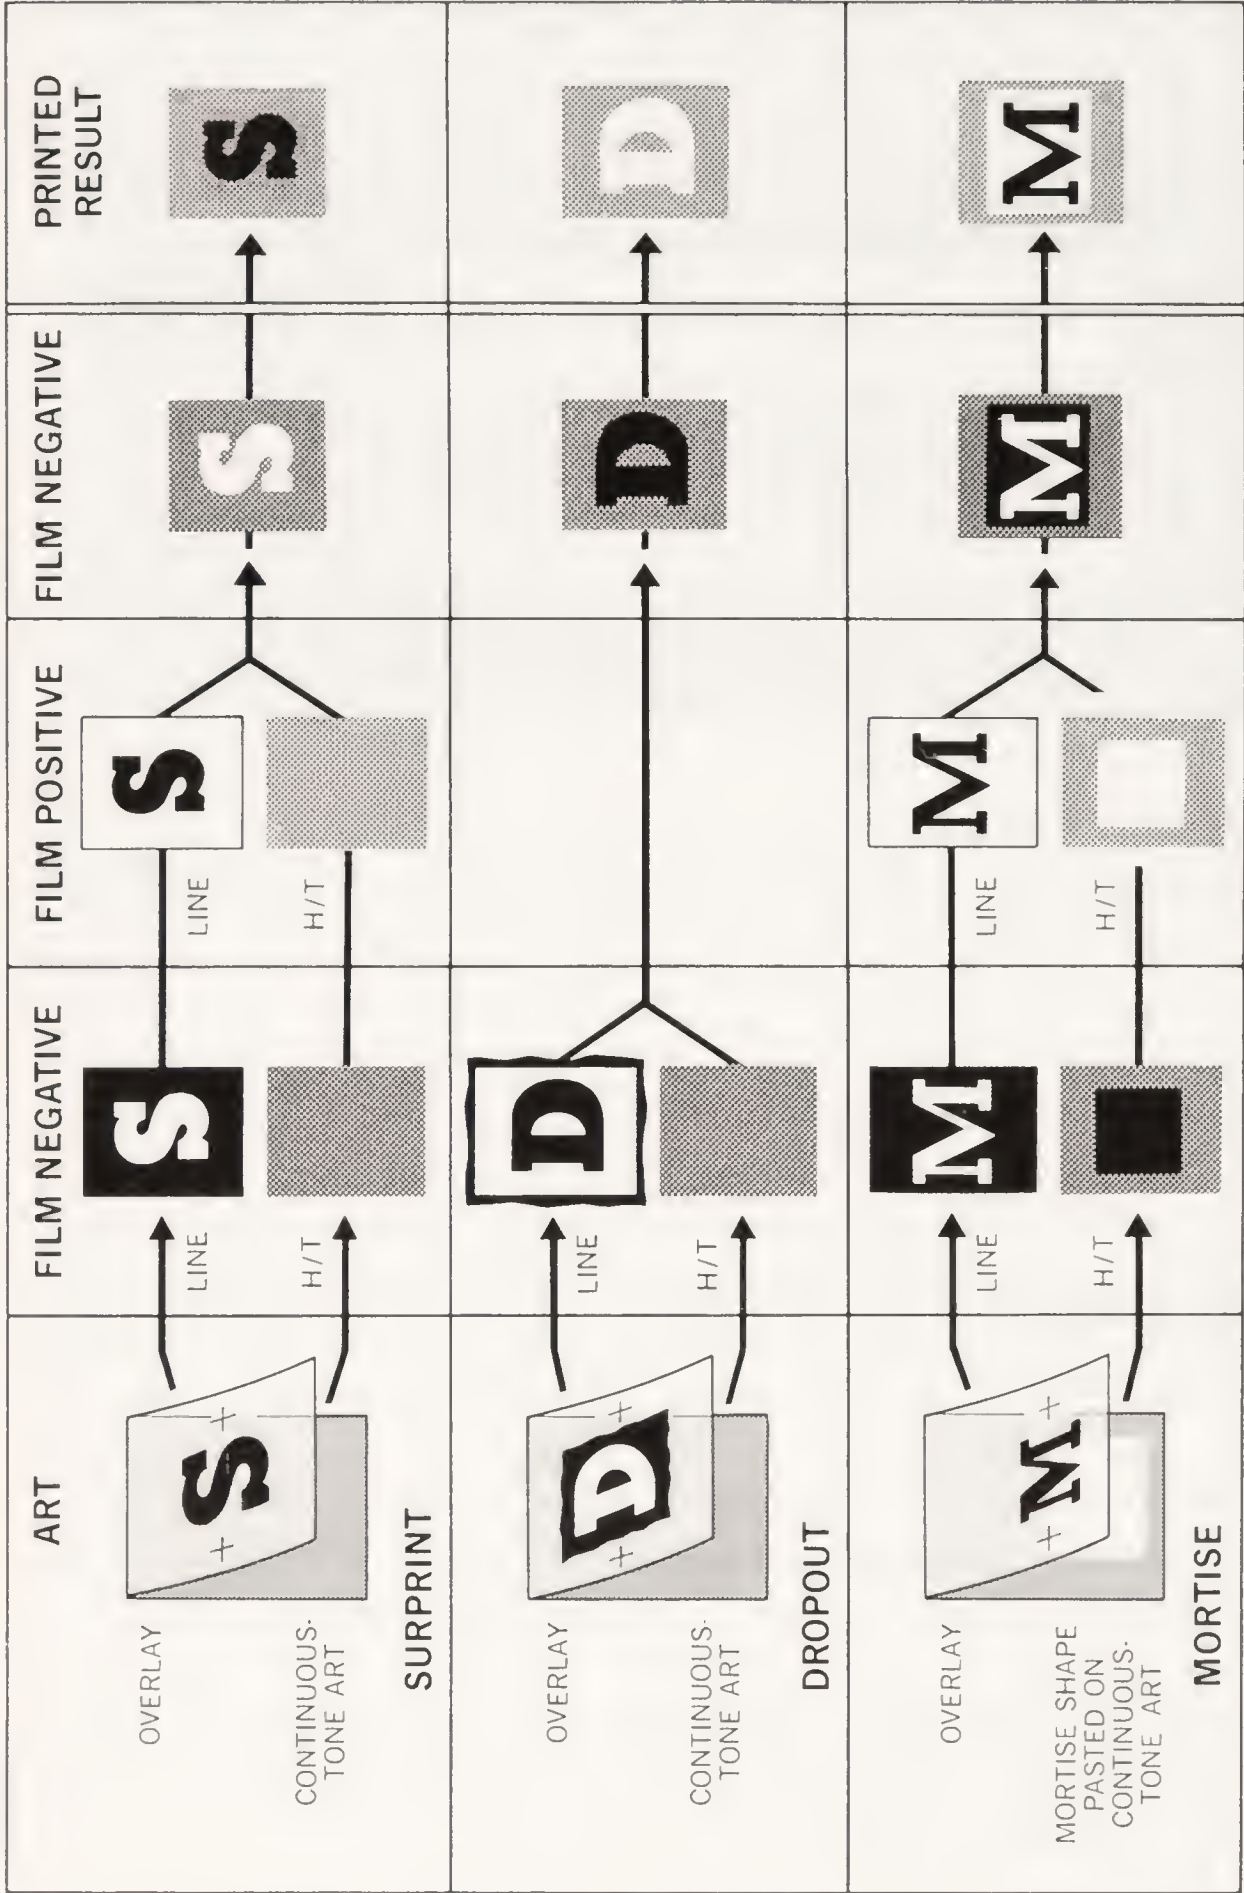 ART
FILM NEGATIVE
FILM POSITIVE
FILM NEGATIVE
PRINTED
RESULT
OVERLAY
CONTINUOUS-
TONE ART
SURPRINT
S
LINE
H/T
S
LINE
H/T
S
S
S
OVERLAY
CONTINUOUS-
TONE ART
DROPOUT
D
LINE
H/T
D
D
D
OVERLAY
MORTISE SHAPE
PASTED ON
CONTINUOUS-
TONE ART
MORTISE
M
LINE
H/T
M
LINE
H/T
M
M
M